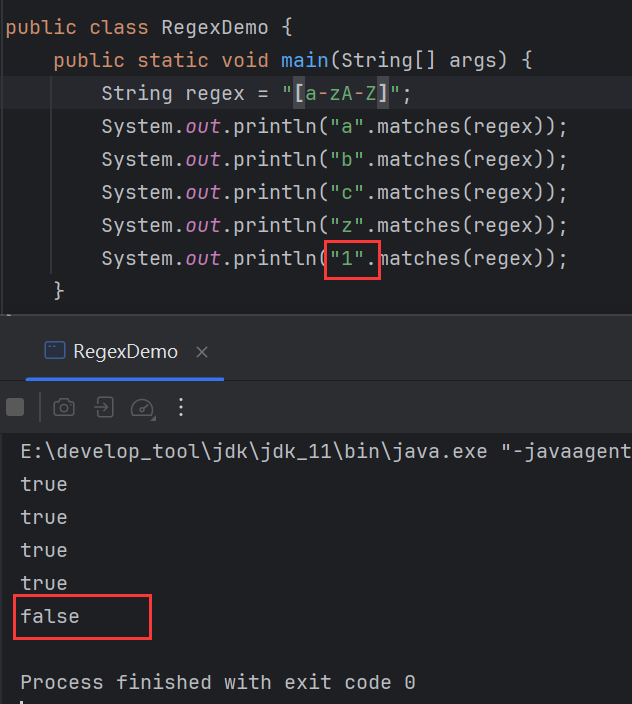 public class RegexDemo {
    public static void main(String[] args) {
        String regex = "[a-zA-Z]";
        System.out.println("a".matches(regex));
        System.out.println("b".matches(regex));
        System.out.println("c".matches(regex));
        System.out.println("z".matches(regex));
        System.out.println("1".matches(regex));
    }
RegexDemo ×
E:\develop_tool\jdk\jdk_11\bin\java.exe "-javaagent
true
true
true
true
false
Process finished with exit code 0